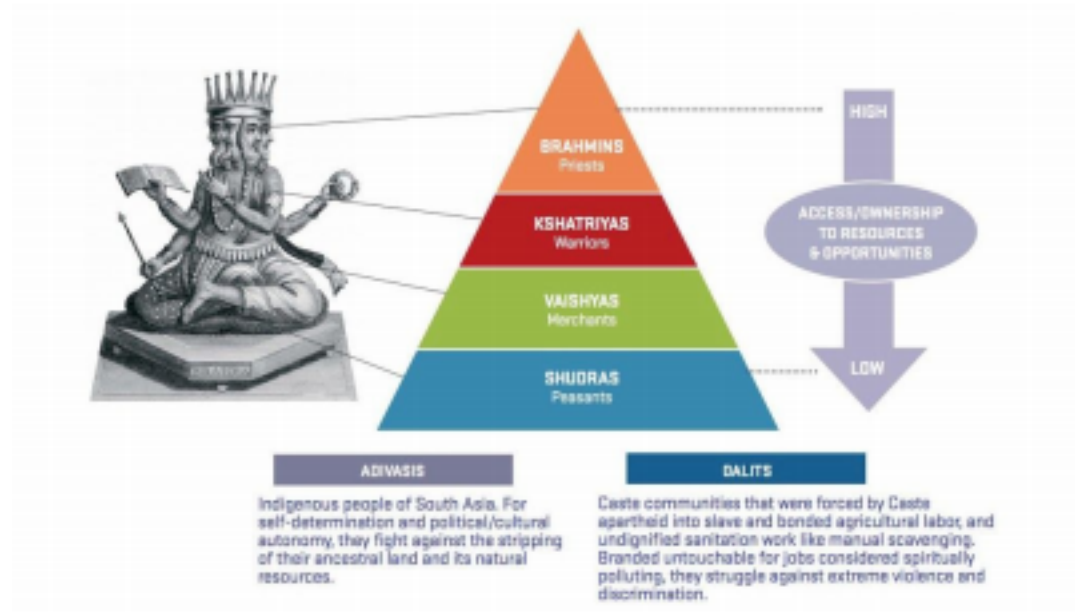 BRAHMINS
Priests
KSHATRIYAS
Warriors
VAISHYAS
Merchants
SHUDRAS
Peasants
HIGH
ACCESS/OWNERSHIP
TO RESOURCES
& OPPORTUNITIES
LOW
ADIVASIS
Indigenous people of South Asia. For
self-determination and political/cultural
autonomy, they fight against the stripping
of their ancestral land and its natural
resources.
DALITS
Caste communities that were forced by Caste
apartheid into slave and bonded agricultural labor, and
undignified sanitation work like manual scavenging.
Branded untouchable for jobs considered spiritually
polluting, they struggle against extreme violence and
discrimination.